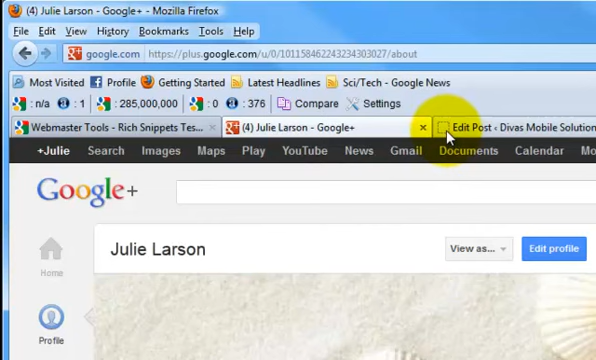 (4) Julie Larson - Google+ - Mozilla Firefox
File Edit View History Bookmarks Tools Help
google.com https://plus.google.com/u/0/101158462243234303027/about
Most Visited Profile Getting Started Latest Headlines Sci/Tech - Google News
: n/a : 1 : 285,000,000 : 0 : 376 Compare Settings
Webmaster Tools - Rich Snippets Tes... × (4) Julie Larson - Google+ × Edit Post ‹ Divas Mobile Solution
+Julie Search Images Maps Play YouTube News Gmail Documents Calendar Mo
Google+
Julie Larson View as... Edit profile
Home
Profile